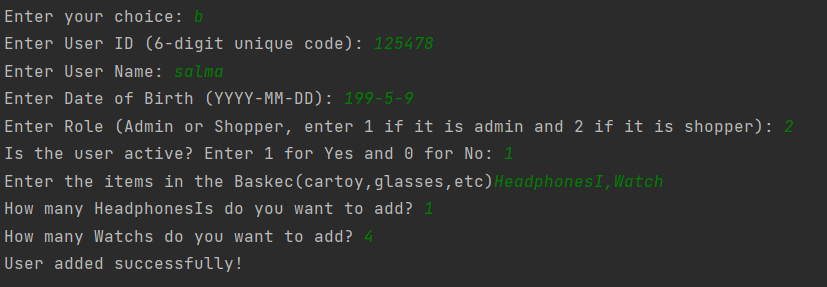 Enter your choice: b
Enter User ID (6-digit unique code): 125478
Enter User Name: salma
Enter Date of Birth (YYYY-MM-DD): 199-5-9
Enter Role (Admin or Shopper, enter 1 if it is admin and 2 if it is shopper): 2
Is the user active? Enter 1 for Yes and 0 for No: 1
Enter the items in the Baskec(cartoy,glasses,etc)HeadphonesI,Watch
How many HeadphonesIs do you want to add? 1
How many Watchs do you want to add? 4
User added successfully!